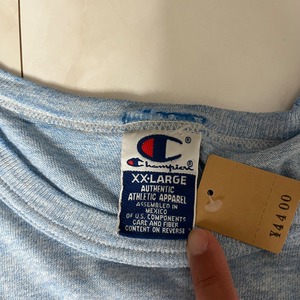 Champion®
XX-LARGE
AUTHENTIC
ATHLETIC APPAREL
ASSEMBLED IN
MEXICO
OF U.S. COMPONENTS
CARE AND FIBER
CONTENT ON REVERSE
¥4400